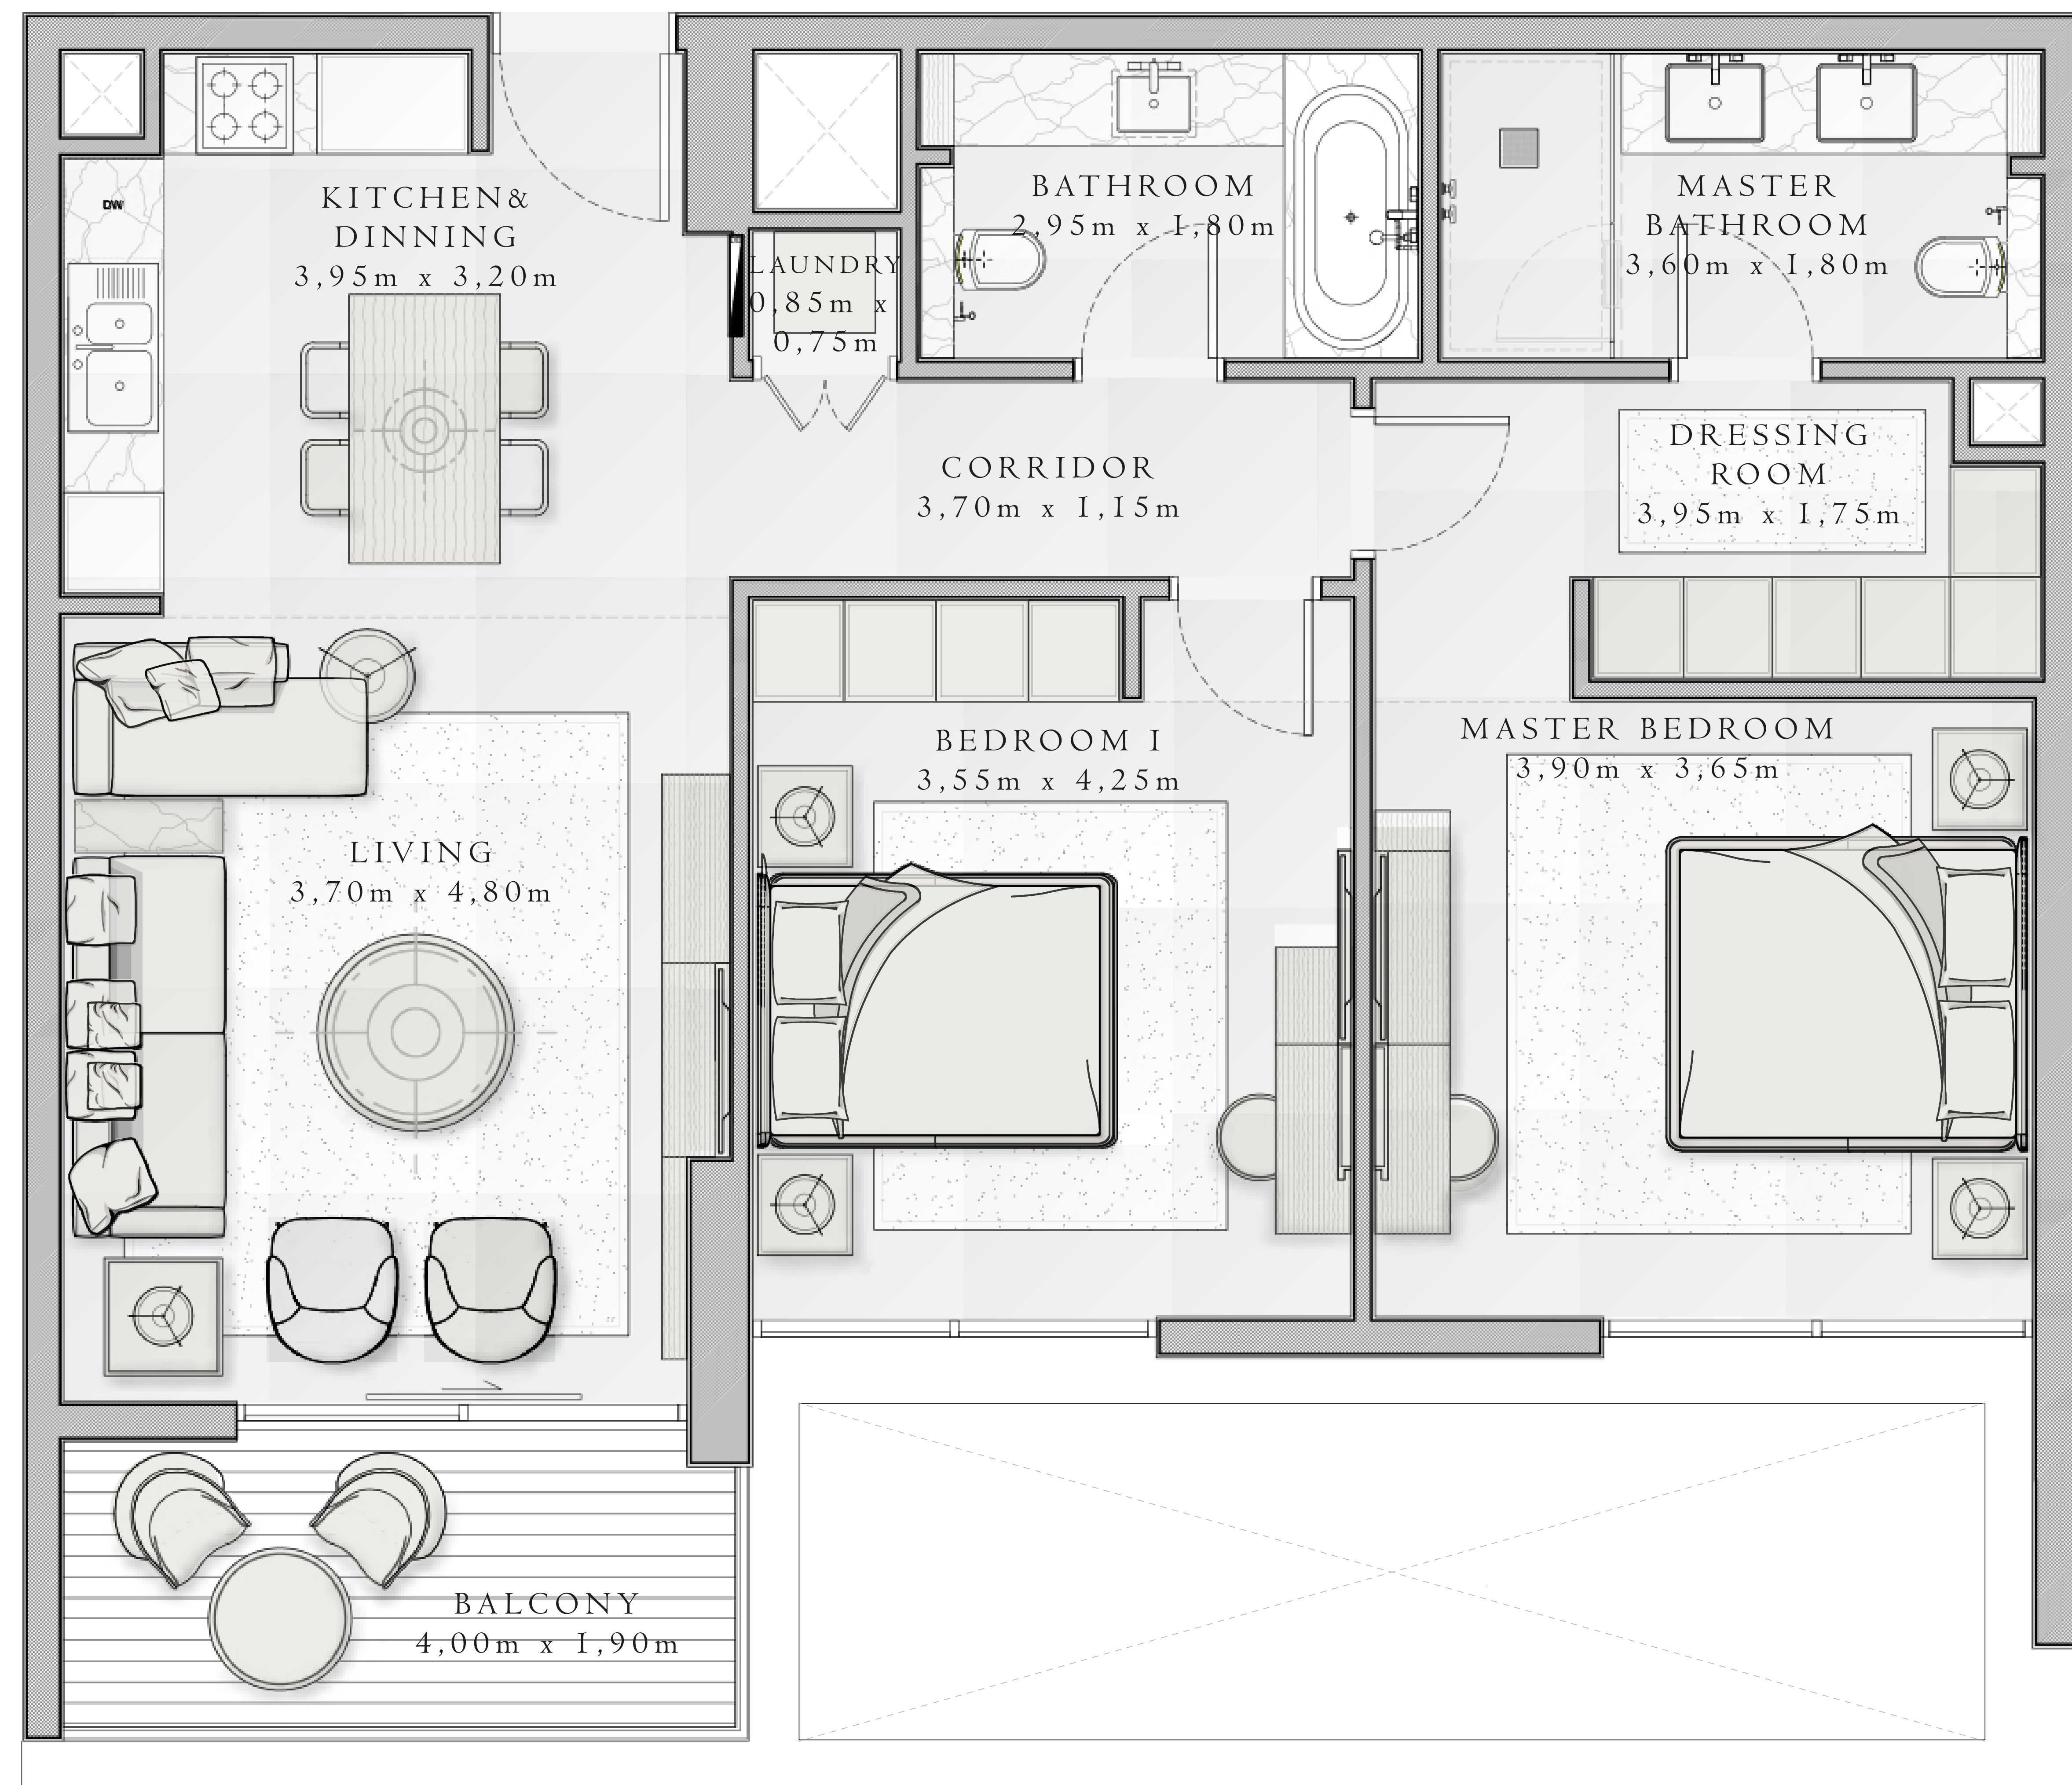 KITCHEN&
DINNING
3,95m x 3,20m
DW
LAUNDRY
0,85m x
0,75m
BATHROOM
2,95m x 1,80m
MASTER
BATHROOM
3,60m x 1,80m
CORRIDOR
3,70m x 1,15m
DRESSING
ROOM
3,95m x 1,75m
LIVING
3,70m x 4,80m
BEDROOM 1
3,55m x 4,25m
MASTER BEDROOM
3,90m x 3,65m
BALCONY
4,00m x 1,90m